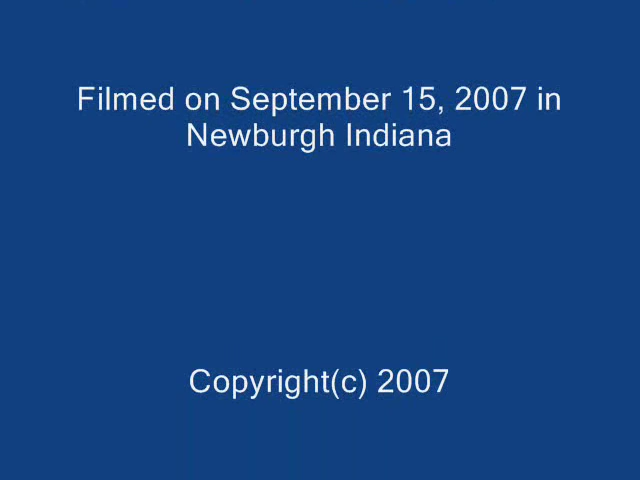 Filmed on September 15, 2007 in
Newburgh Indiana
Copyright(c) 2007